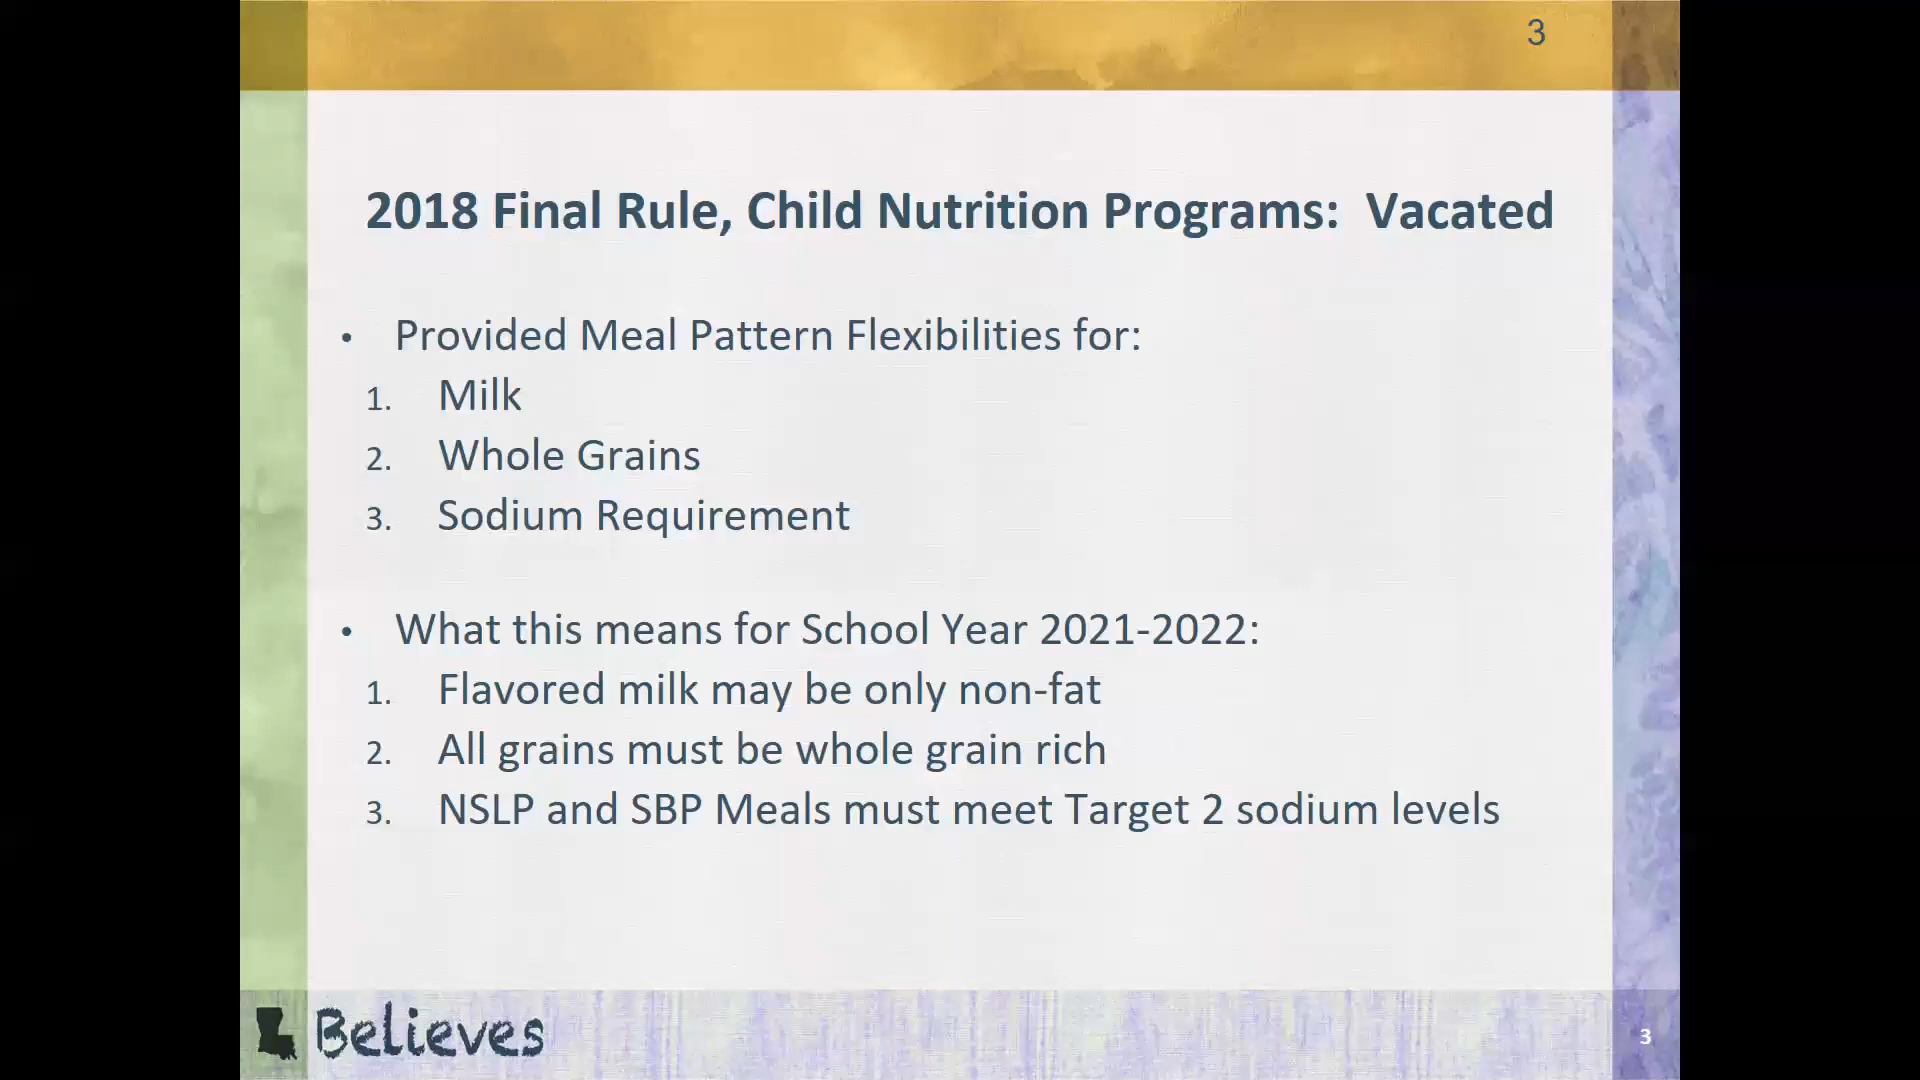 3
2018 Final Rule, Child Nutrition Programs: Vacated
• Provided Meal Pattern Flexibilities for:
1. Milk
2. Whole Grains
3. Sodium Requirement
• What this means for School Year 2021-2022:
1. Flavored milk may be only non-fat
2. All grains must be whole grain rich
3. NSLP and SBP Meals must meet Target 2 sodium levels
Believes
3